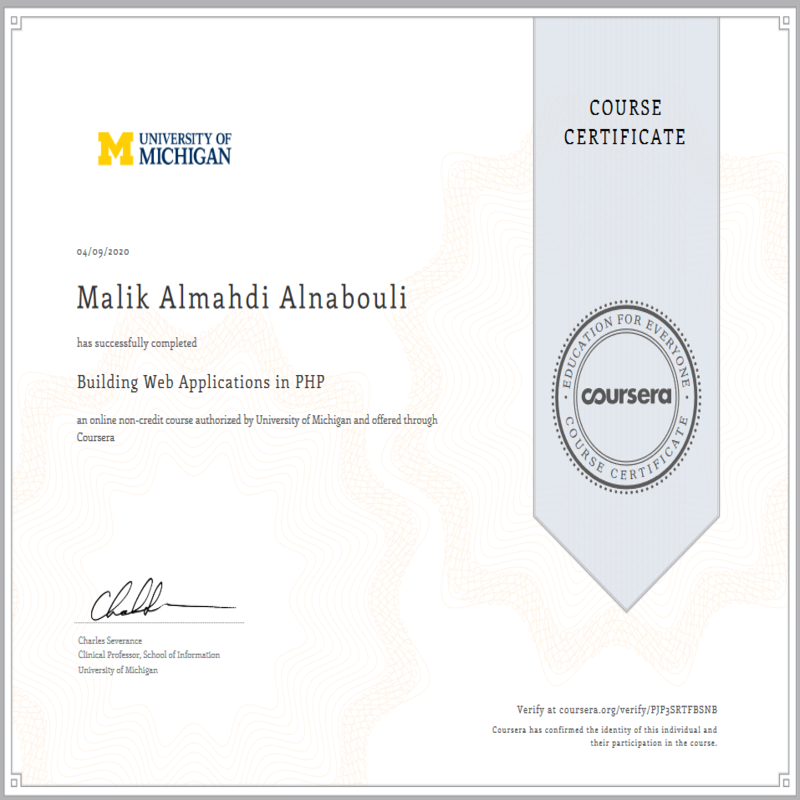 COURSE
CERTIFICATE
UNIVERSITY OF
MICHIGAN
04/09/2020
Malik Almahdi Alnabouli
has successfully completed
Building Web Applications in PHP
an online non-credit course authorized by University of Michigan and offered through
Coursera
EDUCATION FOR EVERYONE
coursera
COURSE CERTIFICATE
Charles Severance
Clinical Professor, School of Information
University of Michigan
Verify at coursera.org/verify/PJP3SRTFBSNB
Coursera has confirmed the identity of this individual and
their participation in the course.